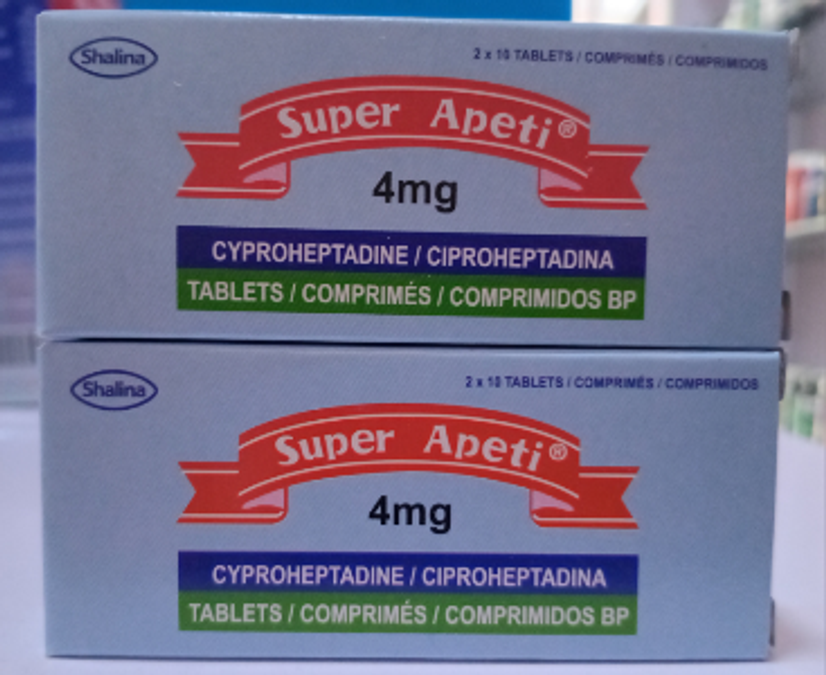 Shalina
2 x 10 TABLETS / COMPRIMÉS / COMPRIMIDOS
Super Apeti®
4mg
CYPROHEPTADINE / CIPROHEPTADINA
TABLETS / COMPRIMÉS / COMPRIMIDOS BP
Shalina
2 x 10 TABLETS / COMPRIMÉS / COMPRIMIDOS
Super Apeti®
4mg
CYPROHEPTADINE / CIPROHEPTADINA
TABLETS / COMPRIMÉS / COMPRIMIDOS BP